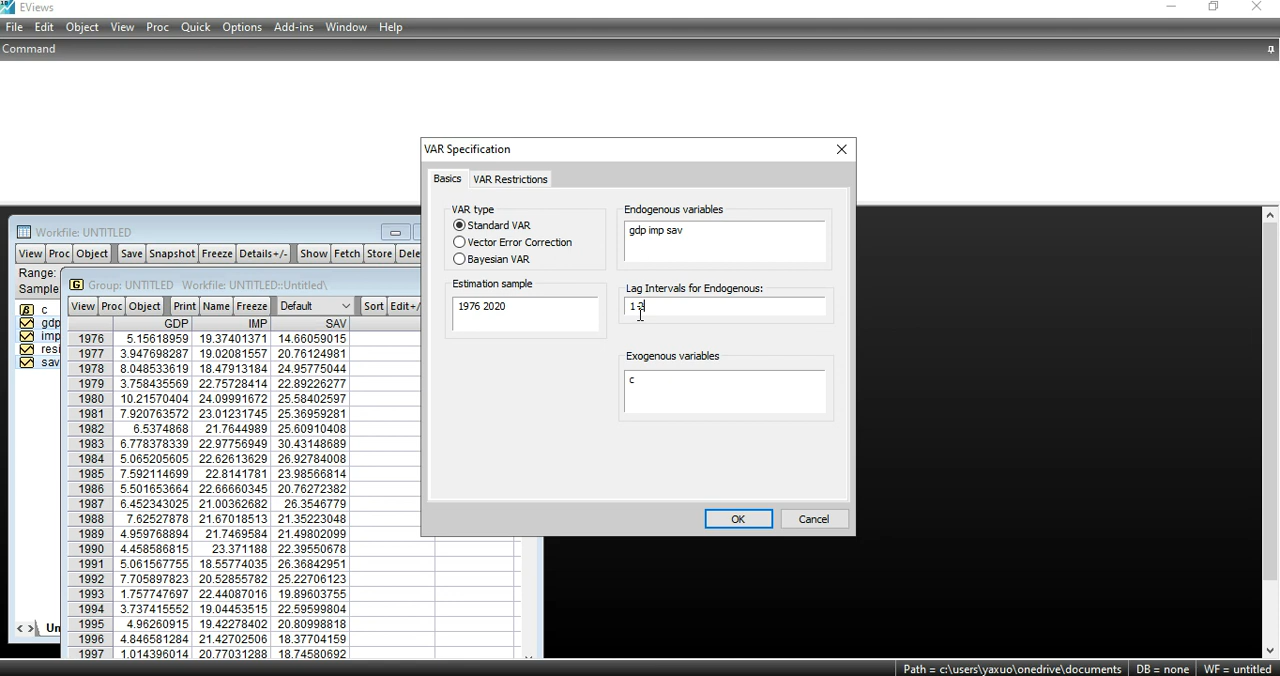 EViews
File Edit Object View Proc Quick Options Add-ins Window Help
Command
VAR Specification
Basics VAR Restrictions
VAR type
Standard VAR
Vector Error Correction
Bayesian VAR
Endogenous variables
gdp imp sav
Estimation sample
1976 2020
Lag Intervals for Endogenous:
1
Exogenous variables
c
OK Cancel
Workfile: UNTITLED
View Proc Object Save Snapshot Freeze Details+/- Show Fetch Store Dele
Range:
Sample:
c
gdp
imp
resi
sav
Group: UNTITLED Workfile: UNTITLED::Untitled\
View Proc Object Print Name Freeze Default Sort Edit+/
GDP IMP SAV
1976 5.15618959 19.37401371 14.66059015
1977 3.947698287 19.02081557 20.76124981
1978 8.048533619 18.47913184 24.95775044
1979 3.758435569 22.75728414 22.89226277
1980 10.21570404 24.09991672 25.58402597
1981 7.920763572 23.01231745 25.36959281
1982 6.5374868 21.7644989 25.60910408
1983 6.778378339 22.97756949 30.43148689
1984 5.065205605 22.62613629 26.92784008
1985 7.592114699 22.8141781 23.98566814
1986 5.501653664 22.66660345 20.76272382
1987 6.452343025 21.00362682 26.3546779
1988 7.62527878 21.67018513 21.35223048
1989 4.959768894 21.7469584 21.49802099
1990 4.458586815 23.371188 22.39550678
1991 5.061567755 18.55774035 26.36842951
1992 7.705897823 20.52855782 25.22706123
1993 1.757747697 22.44087016 19.89603755
1994 3.737415552 19.04453515 22.59599804
1995 4.96260915 19.42278402 20.80998818
1996 4.846581284 21.42702506 18.37704159
1997 1.014396014 20.77031288 18.74580692
< > Un
Path = c:\users\yaxuo\onedrive\documents DB = none WF = untitled